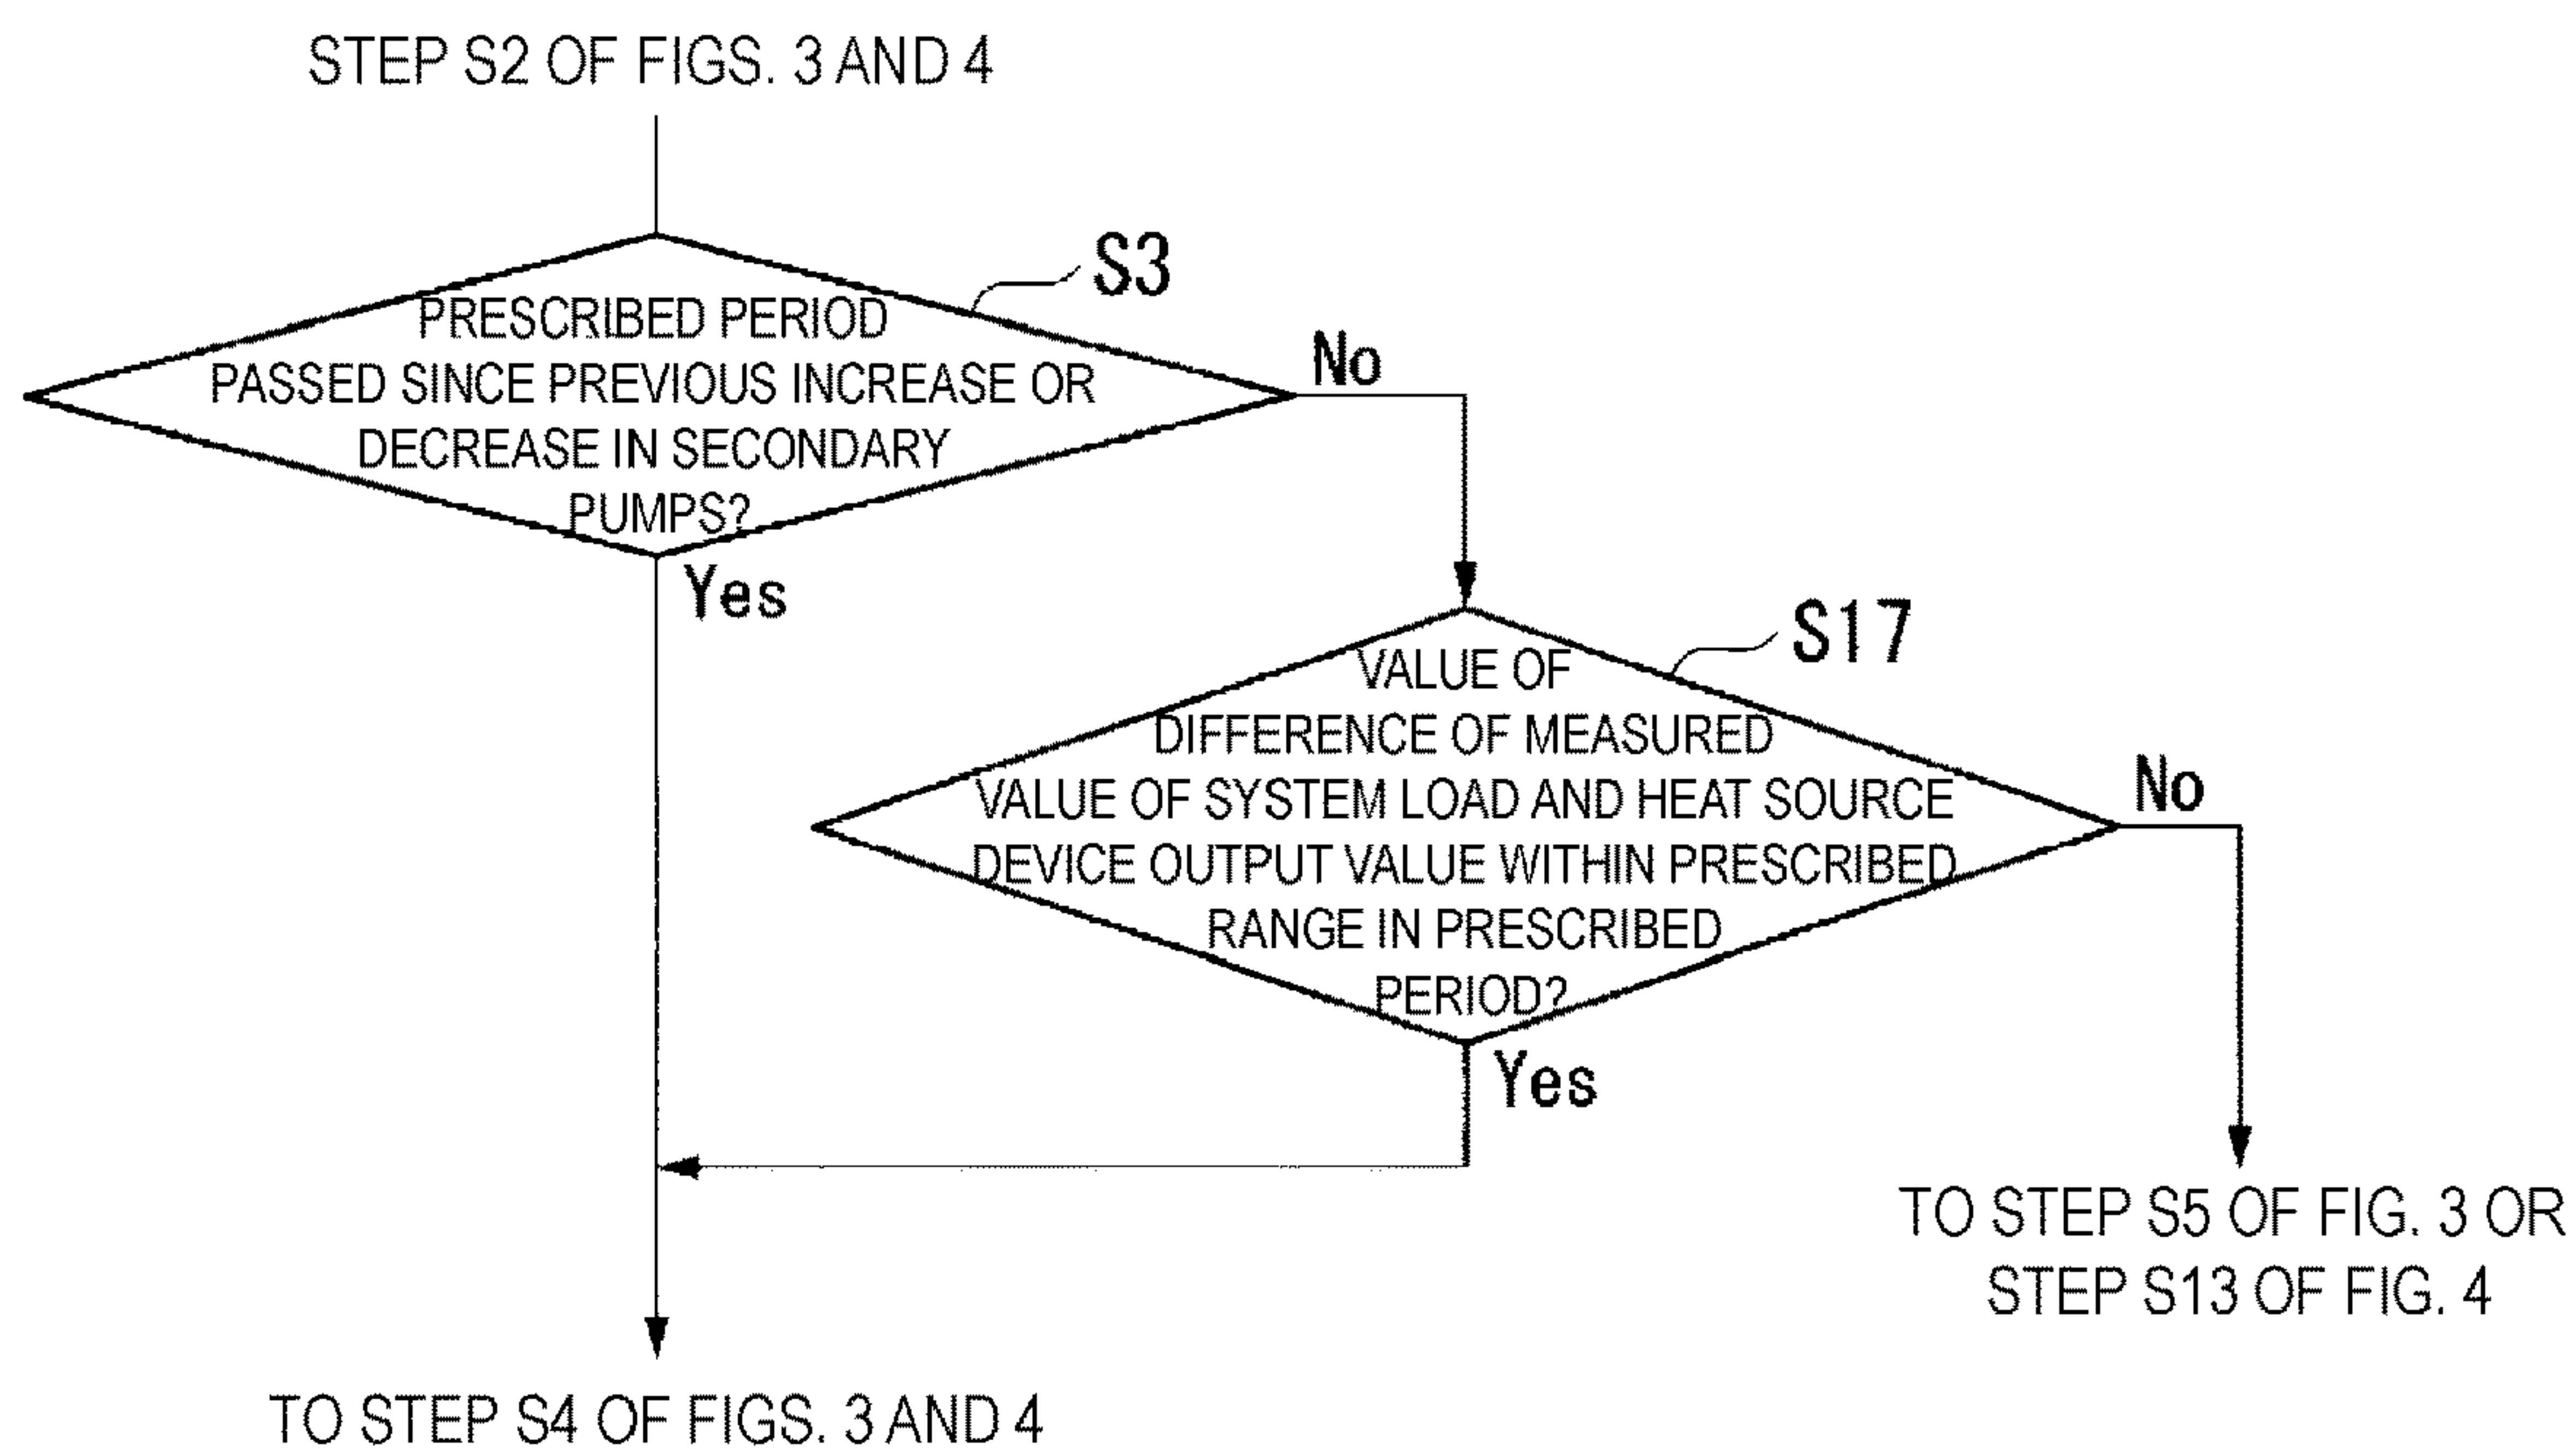 STEP S2 OF FIGS. 3 AND 4
S3
PRESCRIBED PERIOD
PASSED SINCE PREVIOUS INCREASE OR
DECREASE IN SECONDARY
PUMPS?
No
Yes
S17
VALUE OF
DIFFERENCE OF MEASURED
VALUE OF SYSTEM LOAD AND HEAT SOURCE
DEVICE OUTPUT VALUE WITHIN PRESCRIBED
RANGE IN PRESCRIBED
PERIOD?
No
Yes
TO STEP S5 OF FIG. 3 OR
STEP S13 OF FIG. 4
TO STEP S4 OF FIGS. 3 AND 4